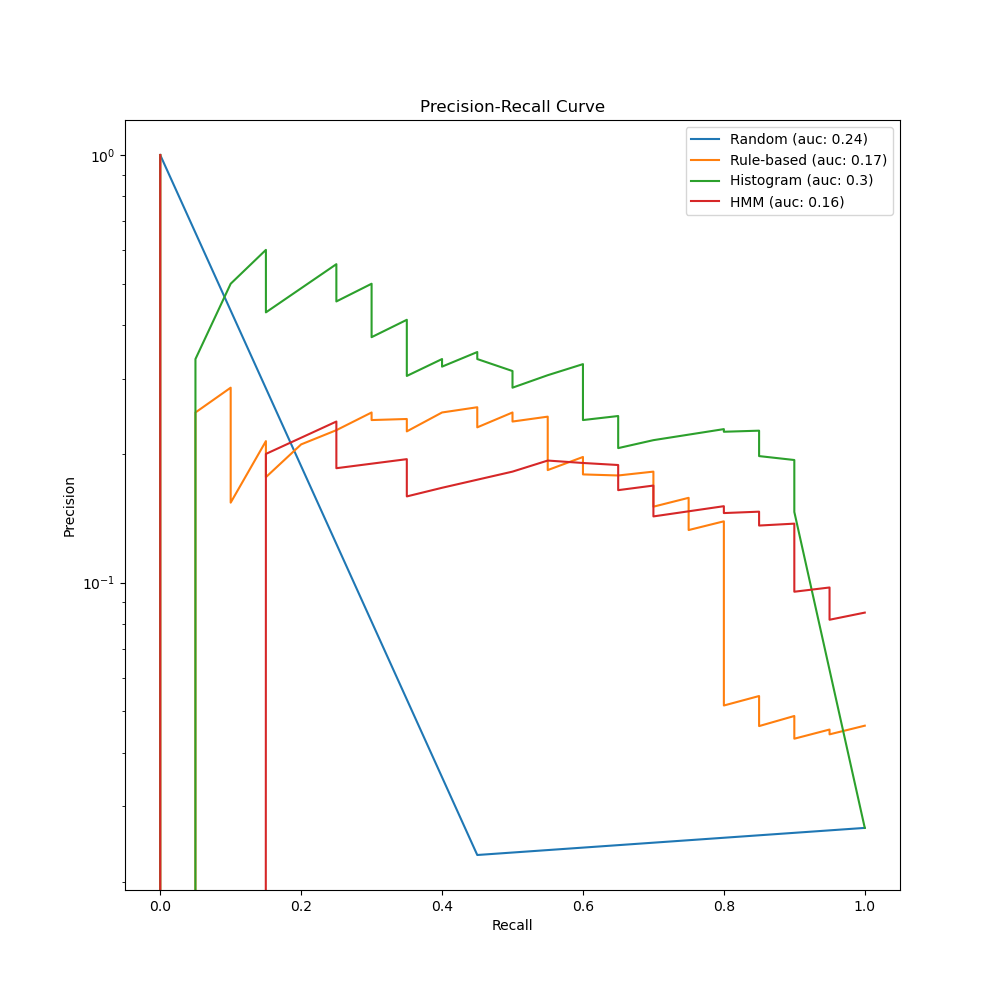 Precision-Recall Curve
Random (auc: 0.24)
Rule-based (auc: 0.17)
Histogram (auc: 0.3)
HMM (auc: 0.16)
10⁰
10⁻¹
Precision
0.0 0.2 0.4 0.6 0.8 1.0
Recall